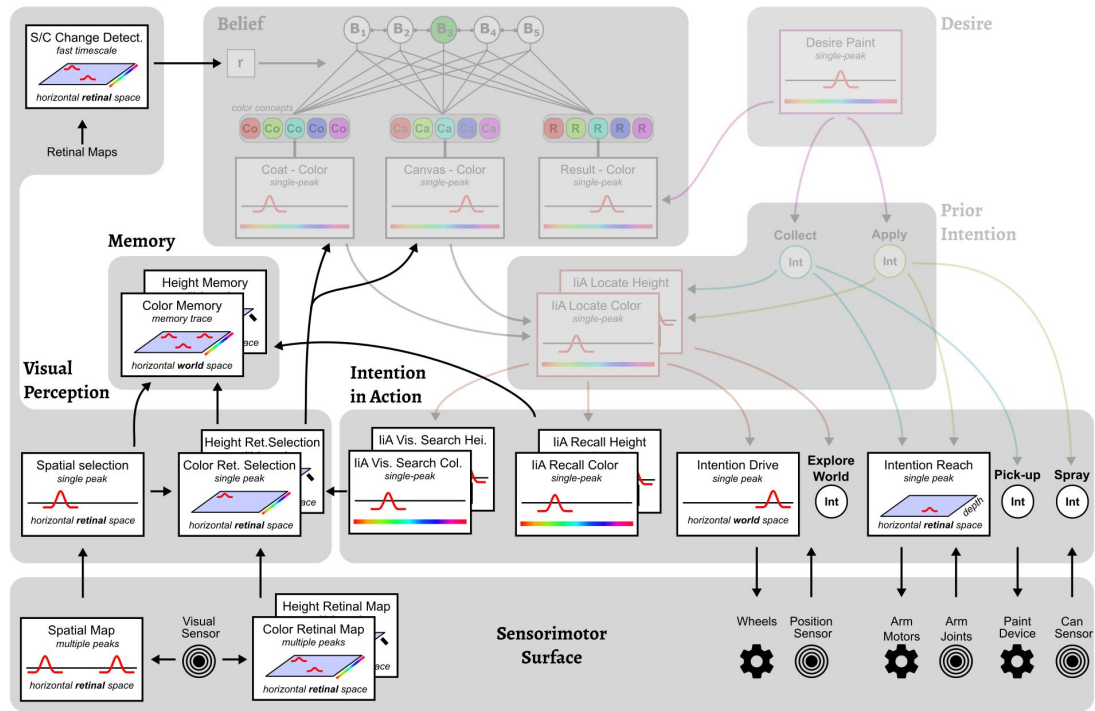 S/C Change Detect.
fast timescale
horizontal retinal space
Retinal Maps
Belief
r
B1
B2
B3
B4
B5
color concepts
Co Co Co Co Co
Ca Ca Ca Ca Ca
R R R R R
Coat - Color
single-peak
Canvas - Color
single-peak
Result - Color
single-peak
Desire
Desire Paint
single-peak
Prior
Intention
Collect
Int
Apply
Int
IiA Locate Height
IiA Locate Color
single-peak
Memory
Height Memory
Color Memory
memory trace
horizontal world space
ace
Visual
Perception
Spatial selection
single peak
horizontal retinal space
Height Ret.Selection
Color Ret. Selection
single peak
horizontal retinal space
ace
Intention
in Action
IiA Vis. Search Hei.
IiA Vis. Search Col.
single-peak
IiA Recall Height
IiA Recall Color
single-peak
Intention Drive
single peak
horizontal world space
Explore
World
Int
Intention Reach
single peak
depth
horizontal retinal space
Pick-up
Int
Spray
Int
Spatial Map
multiple peaks
horizontal retinal space
Visual
Sensor
Height Retinal Map
Color Retinal Map
multiple peaks
horizontal retinal space
ace
Sensorimotor
Surface
Wheels
Position
Sensor
Arm
Motors
Arm
Joints
Paint
Device
Can
Sensor